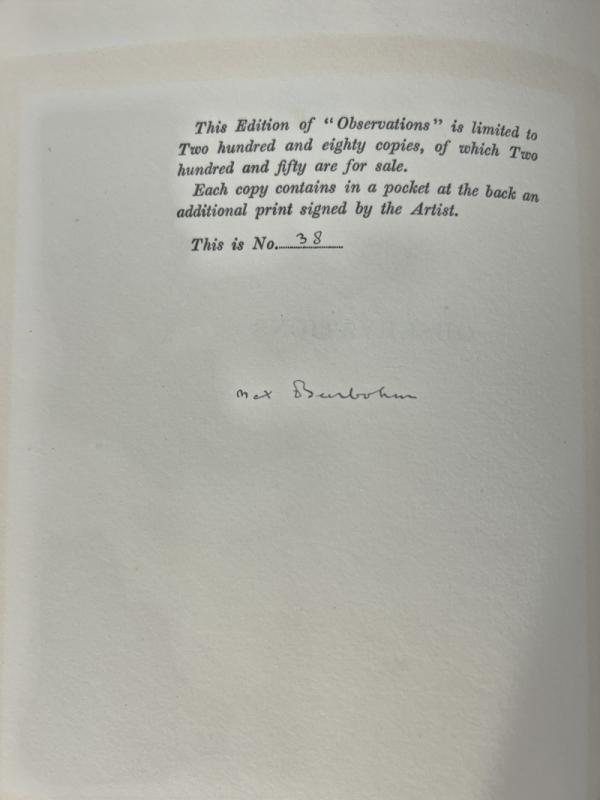 This Edition of "Observations" is limited to
Two hundred and eighty copies, of which Two
hundred and fifty are for sale.
Each copy contains in a pocket at the back an
additional print signed by the Artist.
This is No. 38
OBSERVATIONS
Max Beerbohm